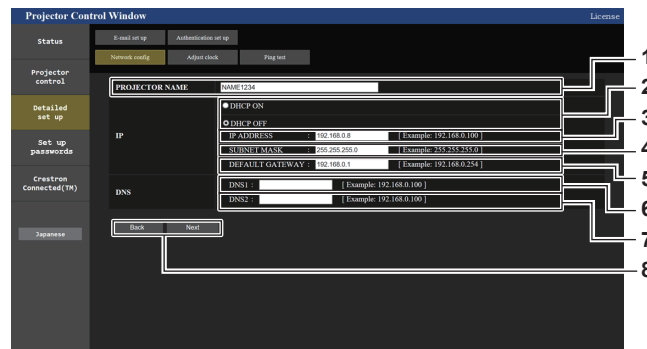 Projector Control Window License
Status
E-mail set up Authentication set up
Network config Adjust clock Ping test
Projector
control
PROJECTOR NAME NAME1234
1
Detailed
set up
DHCP ON
DHCP OFF
2
IP
IP ADDRESS : 192.168.0.8 [ Example: 192.168.0.100 ]
3
Set up
passwords
SUBNET MASK : 255.255.255.0 [ Example: 255.255.255.0 ]
4
DEFAULT GATEWAY : 192.168.0.1 [ Example: 192.168.0.254 ]
5
Crestron
Connected(TM)
DNS
DNS1 : [ Example: 192.168.0.100 ]
6
DNS2 : [ Example: 192.168.0.100 ]
7
Back Next
Japanese
8